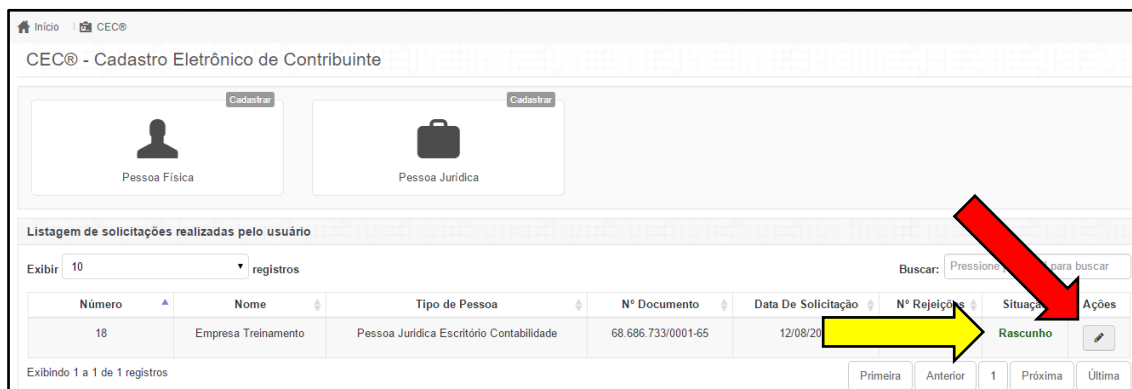 Início CEC®
CEC® - Cadastro Eletrônico de Contribuinte
Cadastrar Cadastrar
Pessoa Física Pessoa Jurídica
Listagem de solicitações realizadas pelo usuário
Exibir 10 registros Buscar: Pressione para buscar
Número Nome Tipo de Pessoa Nº Documento Data De Solicitação Nº Rejeições Ações
18 Empresa Treinamento Pessoa Juridica Escritório Contabilidade 68.686.733/0001-65 12/08/20 Rascunho
Exibindo 1 a 1 de 1 registros Primeira Anterior 1 Próxima Última